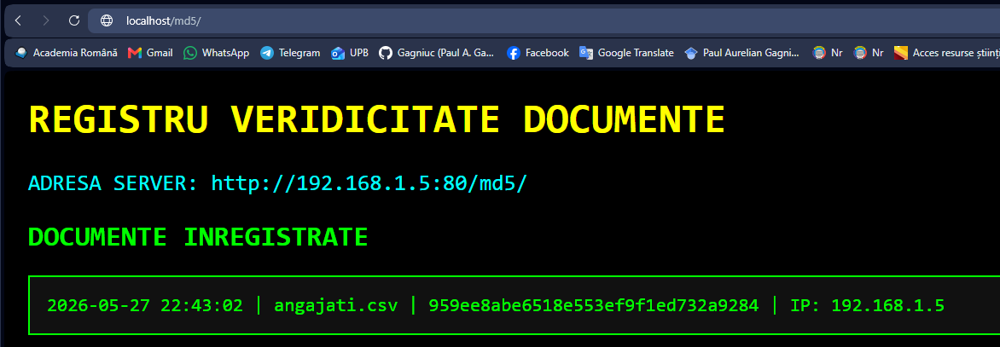 localhost/md5/
Academia Română Gmail WhatsApp Telegram UPB Gagniuc (Paul A. Ga... Facebook Google Translate Paul Aurelian Gagni... Nr Nr Acces resurse științi
REGISTRU VERIDICITATE DOCUMENTE
ADRESA SERVER: http://192.168.1.5:80/md5/
DOCUMENTE INREGISTRATE
2026-05-27 22:43:02 | angajati.csv | 959ee8abe6518e553ef9f1ed732a9284 | IP: 192.168.1.5